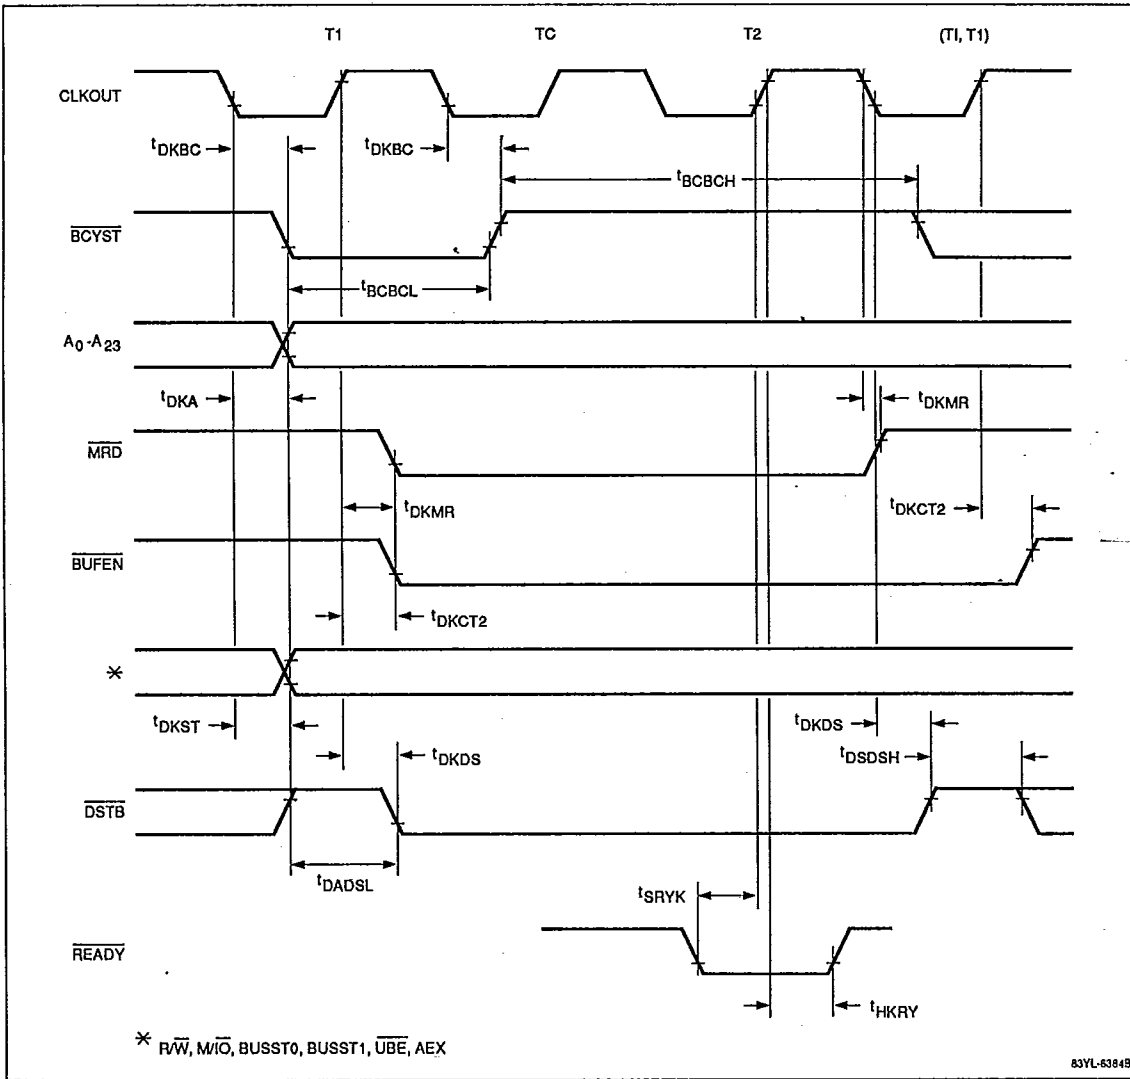 T1 TC T2 (TI, T1)
CLKOUT
tDKBC tDKBC
tBCBCH
BCYST
tBCBCL
A0-A23
tDKA tDKMR
MRD
tDKMR tDKCT2
BUFEN
tDKCT2
*
tDKST tDKDS tDKDS
tDSDSH
DSTB
tDADSL
tSRYK
READY
tHKRY
* R/W, M/IO, BUSST0, BUSST1, UBE, AEX
83YL-6384B